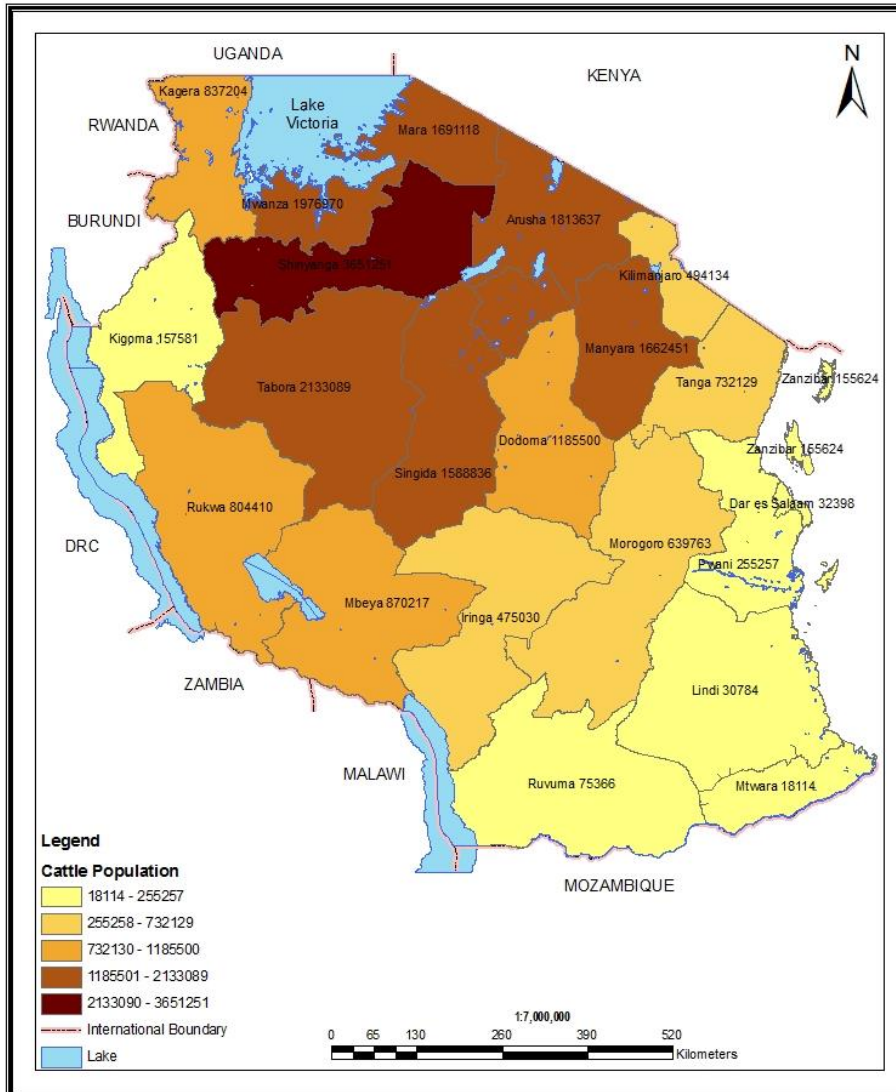 UGANDA
KENYA
N
Kagera 837204
Lake
Victoria
RWANDA
Mara 1691118
Mwanza 1976970
BURUNDI
Arusha 1813637
Shinyanga 3651251
Kilimanjaro 494134
Kigoma 157581
Manyara 1662451
Tanga 732129
Zanzibar 155624
Tabora 2133089
Dodoma 1185500
Zanzibar 155624
Singida 1588836
Dar es Salaam 32398
Rukwa 804410
DRC
Morogoro 639763
Pwani 255257
Mbeya 870217
Iringa 475030
ZAMBIA
Lindi 30784
MALAWI
Ruvuma 75366
Mtwara 18114
MOZAMBIQUE
Legend
Cattle Population
18114 - 255257
255258 - 732129
732130 - 1185500
1185501 - 2133089
2133090 - 3651251
International Boundary
Lake
1:7,000,000
0 65 130 260 390 520
Kilometers